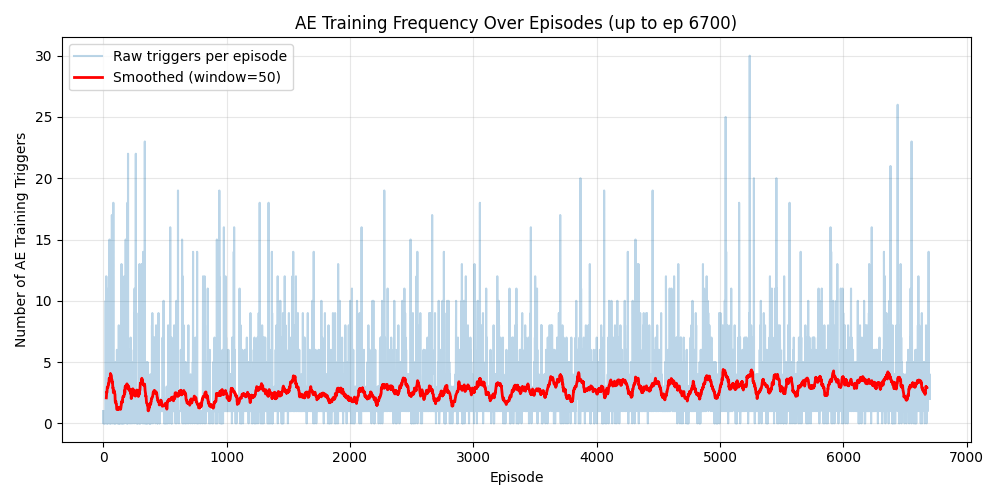 AE Training Frequency Over Episodes (up to ep 6700)
Raw triggers per episode
Smoothed (window=50)
Number of AE Training Triggers
30
25
20
15
10
5
0
0 1000 2000 3000 4000 5000 6000 7000
Episode